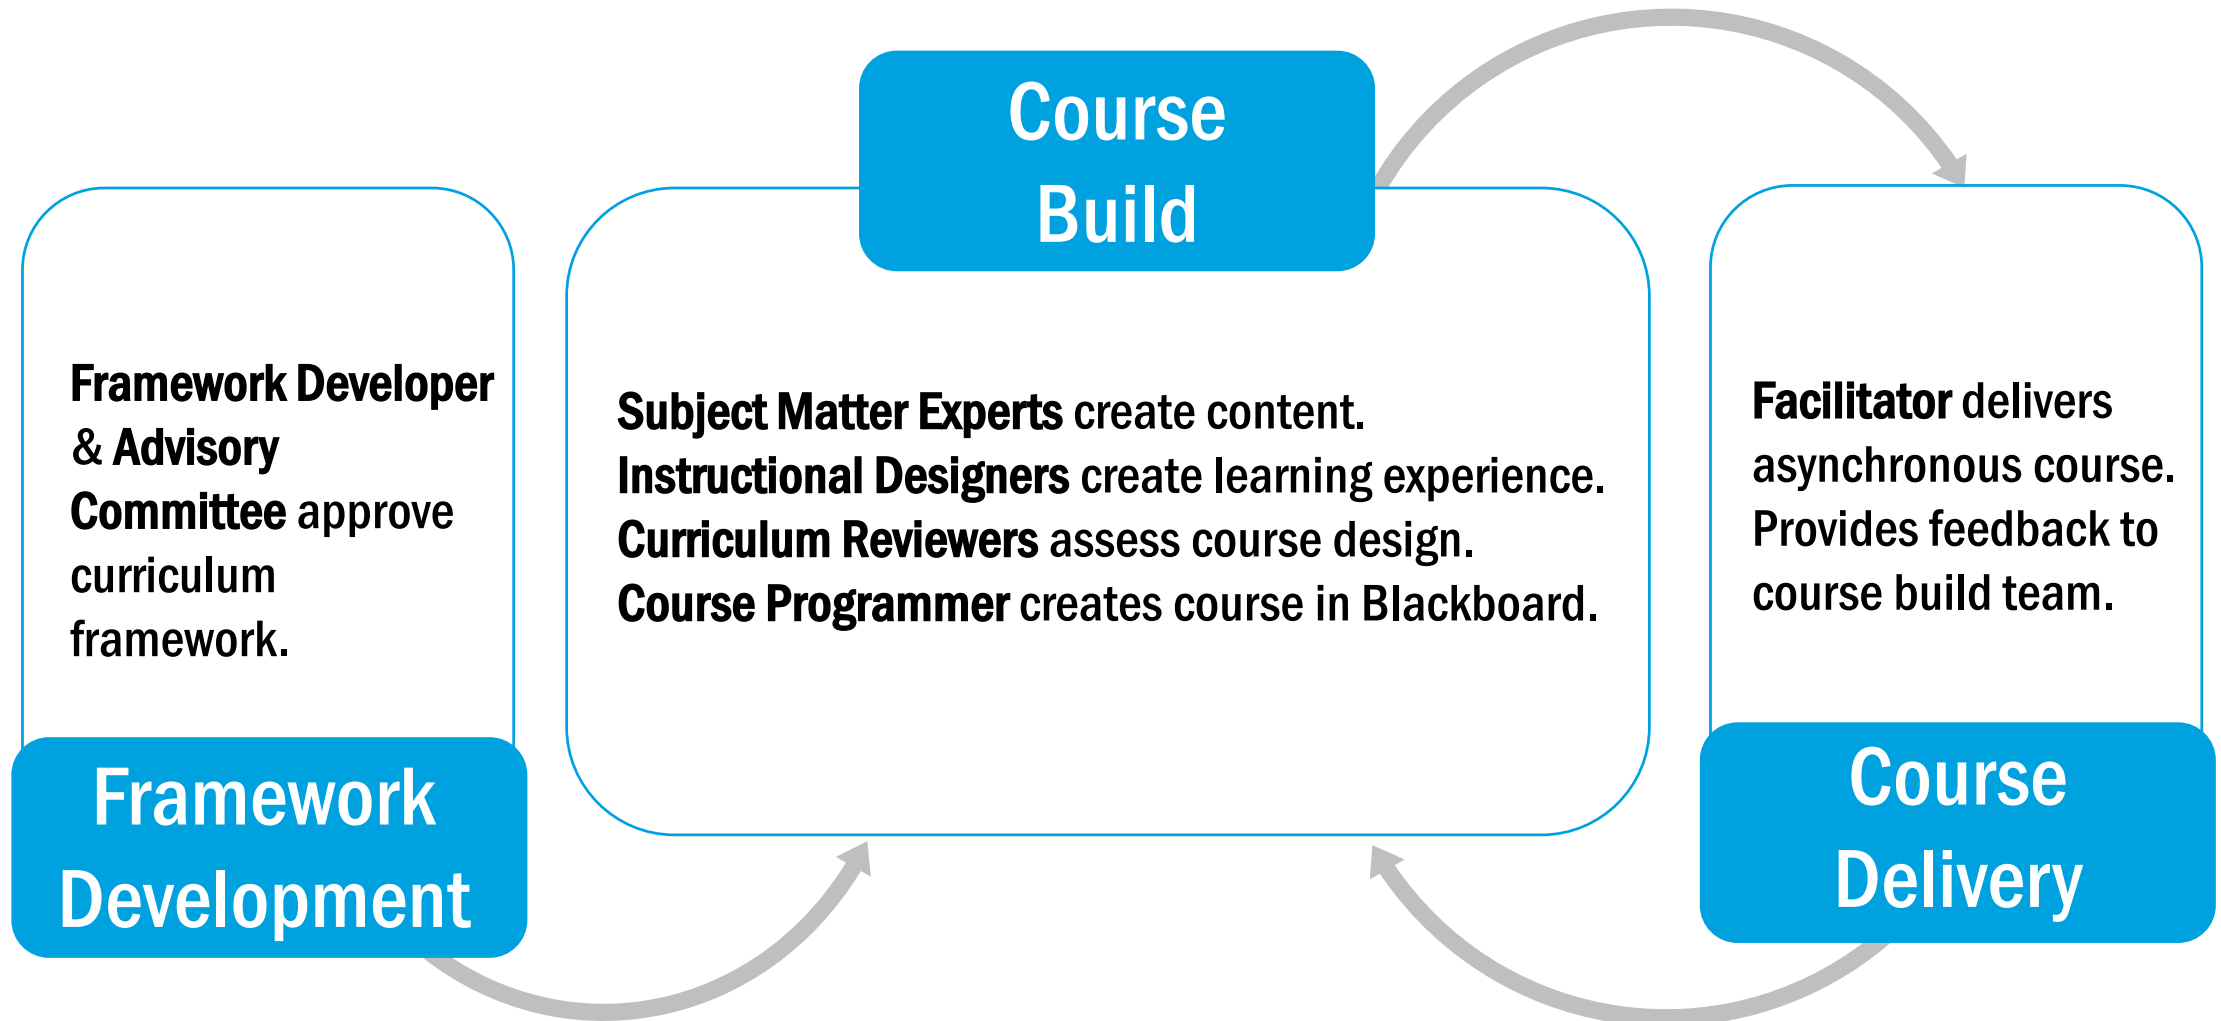 Framework Developer
& Advisory
Committee approve
curriculum
framework.
Framework
Development
Course
Build
Subject Matter Experts create content.
Instructional Designers create learning experience.
Curriculum Reviewers assess course design.
Course Programmer creates course in Blackboard.
Facilitator delivers
asynchronous course.
Provides feedback to
course build team.
Course
Delivery